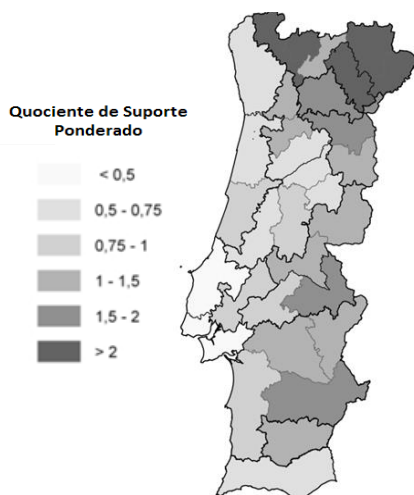 Quociente de Suporte
Ponderado
< 0,5
0,5 - 0,75
0,75 - 1
1 - 1,5
1,5 - 2
> 2